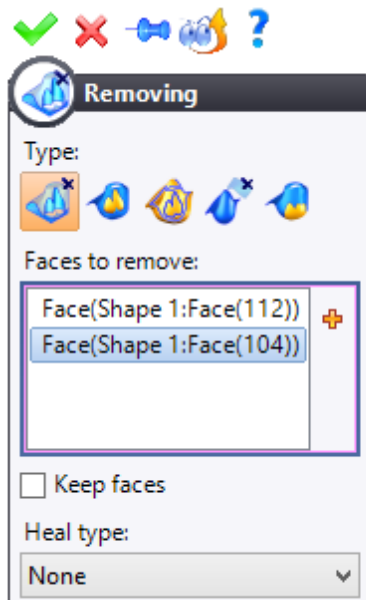 ?
Removing
Type:
Faces to remove:
Face(Shape 1:Face(112))
Face(Shape 1:Face(104))
Keep faces
Heal type:
None